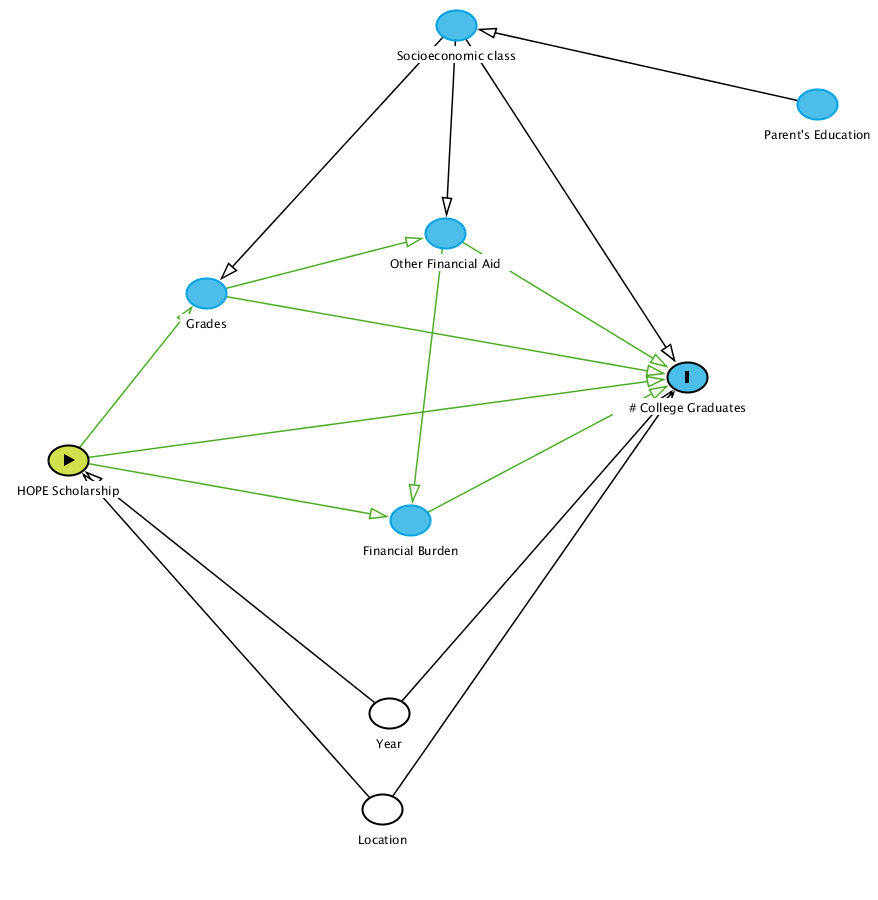 Socioeconomic class
Parent's Education
Other Financial Aid
Grades
# College Graduates
HOPE Scholarship
Financial Burden
Year
Location